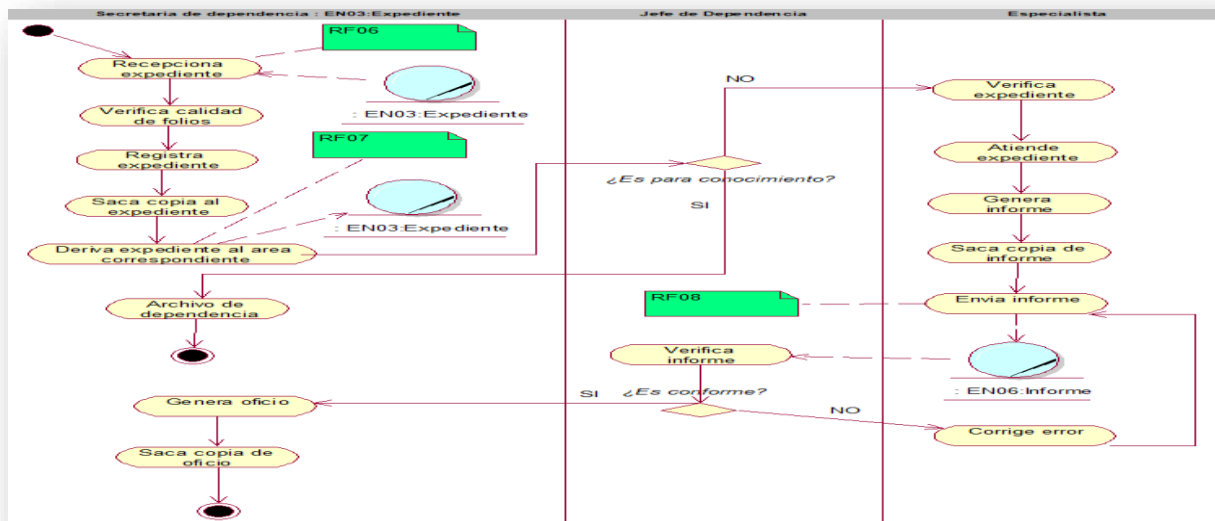 Secretaria de dependencia : EN03:Expediente
Jefe de Dependencia
Especialista
RF06
Recepciona
expediente
: EN03:Expediente
Verifica calidad
de folios
RF07
Registra
expediente
Saca copia al
expediente
: EN03:Expediente
Deriva expediente al area
correspondiente
Archivo de
dependencia
Genera oficio
Saca copia de
oficio
NO
¿Es para conocimiento?
SI
RF08
Verifica
informe
SI
¿Es conforme?
NO
Verifica
expediente
Atiende
expediente
Genera
informe
Saca copia de
informe
Envia informe
: EN06:Informe
Corrige error